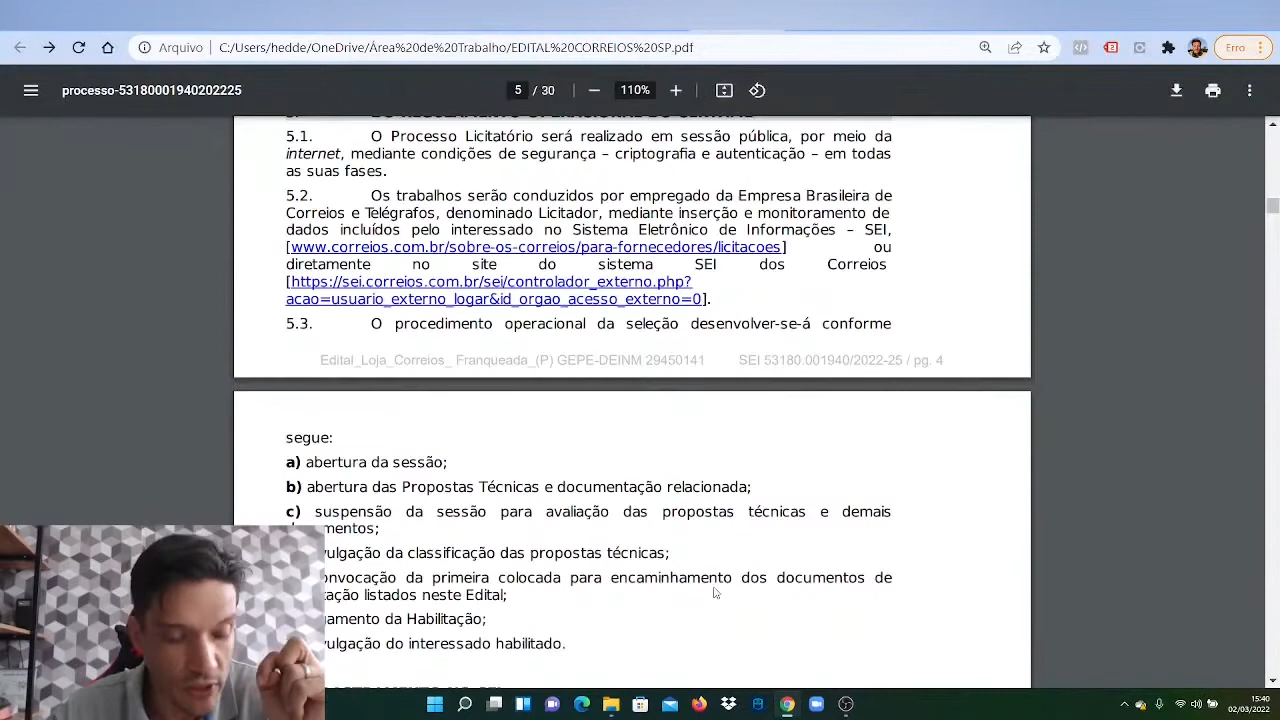 Arquivo
C:/Users/hedde/OneDrive/Área%20de%20Trabalho/EDITAL%20CORREIOS%20SP.pdf
Erro
processo-53180001940202225
5 / 30
110%
5.1. O Processo Licitatório será realizado em sessão pública, por meio da
internet, mediante condições de segurança – criptografia e autenticação – em todas
as suas fases.
5.2. Os trabalhos serão conduzidos por empregado da Empresa Brasileira de
Correios e Telégrafos, denominado Licitador, mediante inserção e monitoramento de
dados incluídos pelo interessado no Sistema Eletrônico de Informações – SEI,
[www.correios.com.br/sobre-os-correios/para-fornecedores/licitacoes] ou
diretamente no site do sistema SEI dos Correios
[https://sei.correios.com.br/sei/controlador_externo.php?
acao=usuario_externo_logar&id_orgao_acesso_externo=0].
5.3. O procedimento operacional da seleção desenvolver-se-á conforme
Edital_Loja_Correios_ Franqueada_(P) GEPE-DEINM 29450141 SEI 53180.001940/2022-25 / pg. 4
segue:
a) abertura da sessão;
b) abertura das Propostas Técnicas e documentação relacionada;
c) suspensão da sessão para avaliação das propostas técnicas e demais
mentos;
vulgação da classificação das propostas técnicas;
onvocação da primeira colocada para encaminhamento dos documentos de
tação listados neste Edital;
gamento da Habilitação;
vulgação do interessado habilitado.
15:40
02/03/2022